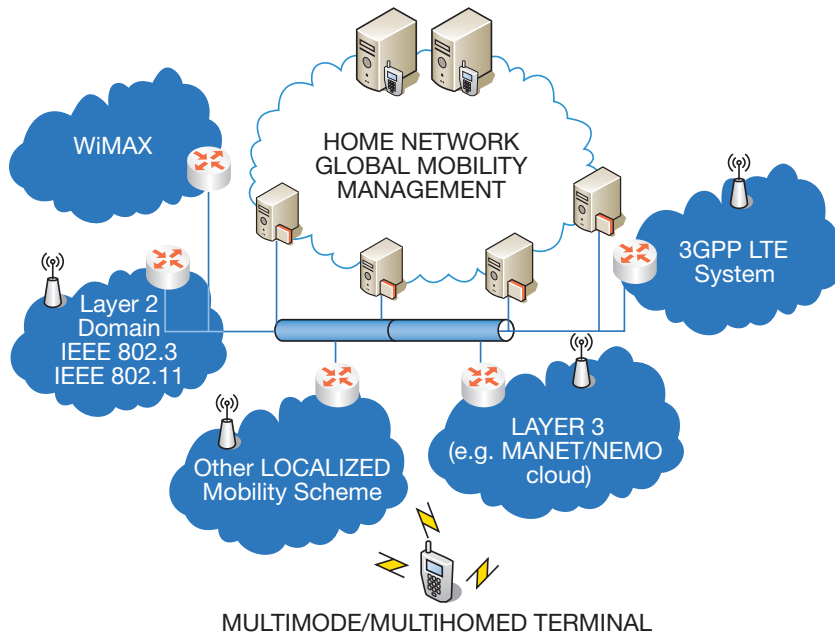 HOME NETWORK
GLOBAL MOBILITY
MANAGEMENT
WiMAX
3GPP LTE
System
Layer 2
Domain
IEEE 802.3
IEEE 802.11
Other LOCALIZED
Mobility Scheme
LAYER 3
(e.g. MANET/NEMO
cloud)
MULTIMODE/MULTIHOMED TERMINAL